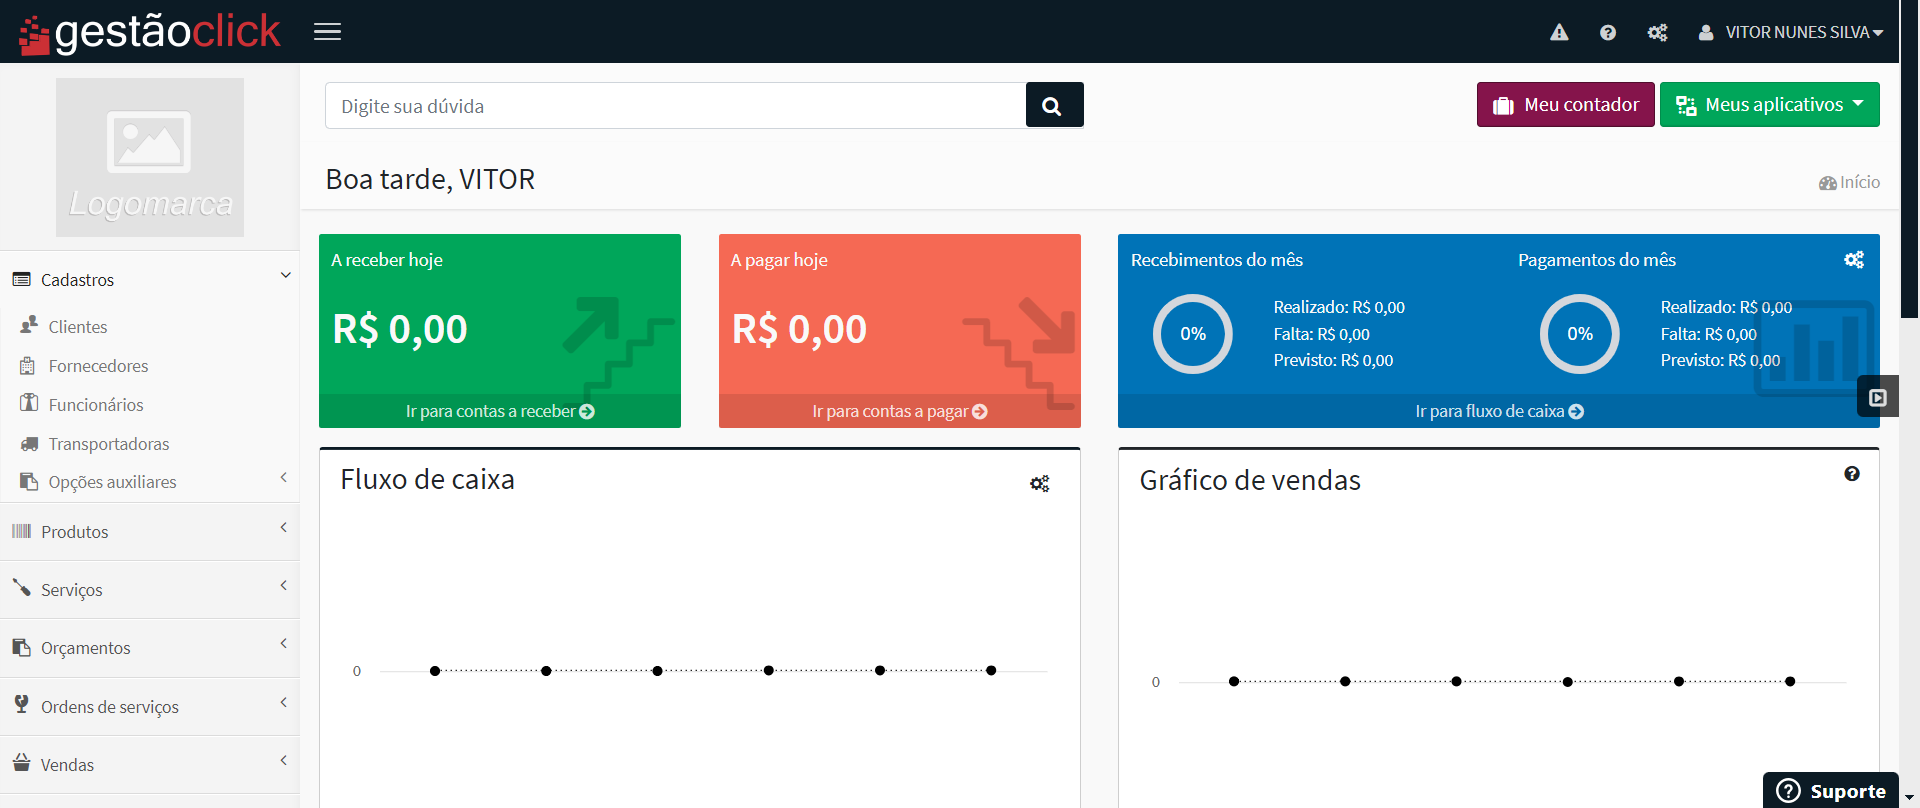 gestãoclick
VITOR NUNES SILVA
Logomarca
Digite sua dúvida
Meu contador
Meus aplicativos
Boa tarde, VITOR
Início
Cadastros
Clientes
Fornecedores
Funcionários
Transportadoras
Opções auxiliares
Produtos
Serviços
Orçamentos
Ordens de serviços
Vendas
A receber hoje
R$ 0,00
Ir para contas a receber
A pagar hoje
R$ 0,00
Ir para contas a pagar
Recebimentos do mês
0%
Realizado: R$ 0,00
Falta: R$ 0,00
Previsto: R$ 0,00
Pagamentos do mês
0%
Realizado: R$ 0,00
Falta: R$ 0,00
Previsto: R$ 0,00
Ir para fluxo de caixa
Fluxo de caixa
0
Gráfico de vendas
0
Suporte